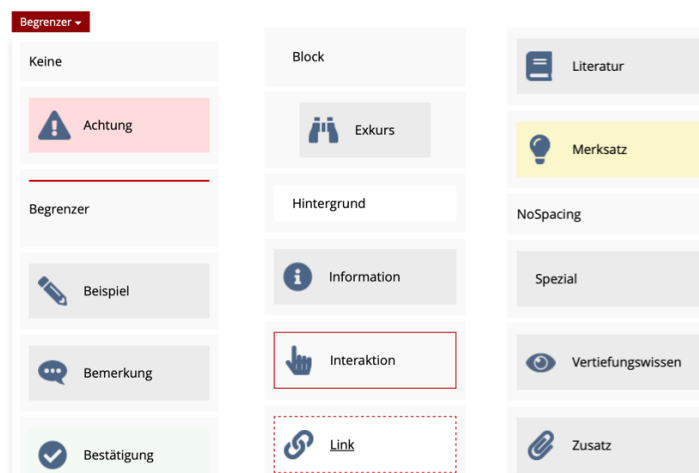 Begrenzer
Keine
Achtung
Begrenzer
Beispiel
Bemerkung
Bestätigung
Block
Exkurs
Hintergrund
Information
Interaktion
Link
Literatur
Merksatz
NoSpacing
Spezial
Vertiefungswissen
Zusatz